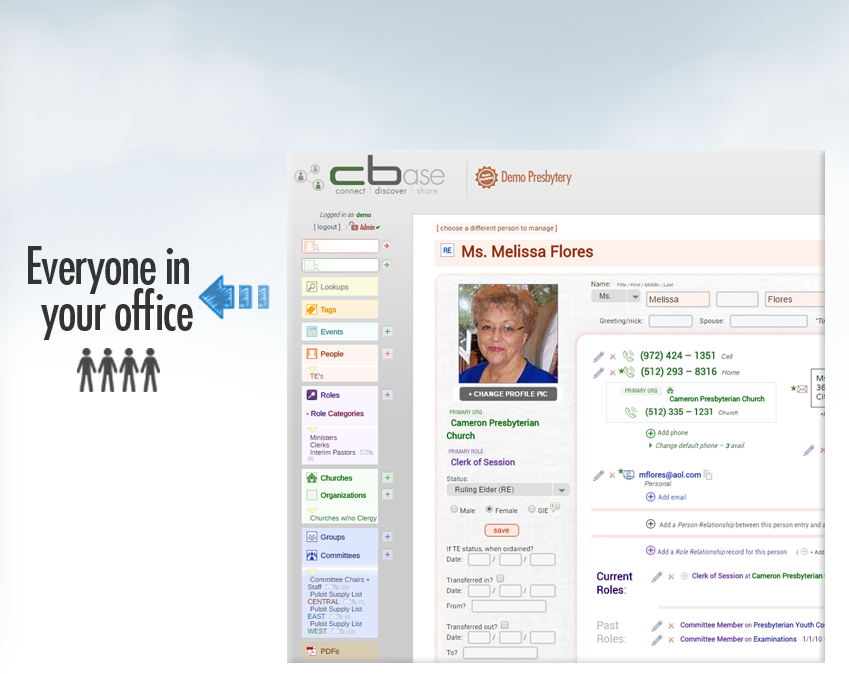 Everyone in
your office
cbase
connect | discover | share
Demo Presbytery
Logged in as demo
[ logout ] | Admin
Lookups
Tags
Events +
People +
TE's
Roles +
- Role Categories
Ministers
Clerks
Interim Pastors
Churches +
Organizations +
Churches w/no Clergy
Groups +
Committees +
Committee Chairs +
Staff
Pulpit Supply List
CENTRAL
Pulpit Supply List
EAST
Pulpit Supply List
WEST
PDFs
[ choose a different person to manage ]
RE Ms. Melissa Flores
+ CHANGE PROFILE PIC
PRIMARY ORG
Cameron Presbyterian
Church
PRIMARY ROLE
Clerk of Session
Status:
Ruling Elder (RE)
Male Female GIE
save
If TE status, when ordained?
Date: / /
Transferred in?
Date: / /
From?
Transferred out?
Date: / /
To?
Name: Title / First / Middle / Last
Ms. Melissa Flores
Greeting/nick: Spouse: "To
(972) 424 – 1351 Cell
(512) 293 – 8316 Home
PRIMARY ORG
Cameron Presbyterian Church
(512) 335 – 1231 Church
Add phone
Change default phone – 3 avail.
mflores@aol.com
Personal
Add email
Add a Person Relationship between this person entry and a
Add a Role Relationship record for this person ( + Add
Current
Roles:
Clerk of Session at Cameron Presbyterian
Past
Roles:
Committee Member on Presbyterian Youth Co
Committee Member on Examinations 1/1/10